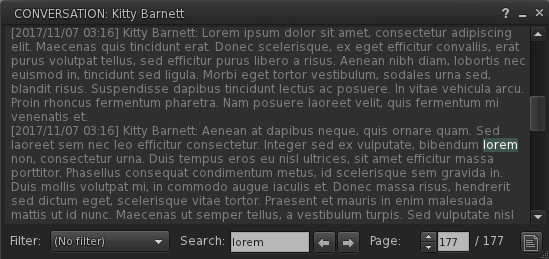 CONVERSATION: Kitty Barnett
[2017/11/07 03:16] Kitty Barnett: Lorem ipsum dolor sit amet, consectetur adipiscing
elit. Maecenas quis tincidunt erat. Donec scelerisque, ex eget efficitur convallis, erat
purus volutpat tellus, sed efficitur purus libero a risus. Aenean nibh diam, lobortis nec
euismod in, tincidunt sed ligula. Morbi eget tortor vestibulum, sodales urna sed,
blandit risus. Suspendisse dapibus tincidunt lectus ac posuere. In vitae vehicula arcu.
Proin rhoncus fermentum pharetra. Nam posuere laoreet velit, quis fermentum mi
venenatis et.
[2017/11/07 03:16] Kitty Barnett: Aenean at dapibus neque, quis ornare quam. Sed
laoreet sem nec leo efficitur consectetur. Integer sed ex vulputate, bibendum lorem
non, consectetur urna. Duis tempus eros eu nisl ultrices, sit amet efficitur massa
porttitor. Phasellus consequat condimentum metus, id scelerisque sem gravida in.
Duis mollis volutpat mi, in commodo augue iaculis et. Donec massa risus, hendrerit
sed dictum eget, scelerisque vitae tortor. Praesent et mauris in enim malesuada
mattis ut id nunc. Maecenas ut semper tellus, a vestibulum turpis. Sed vulputate nisl
Filter: (No filter) Search: lorem Page: 177 / 177